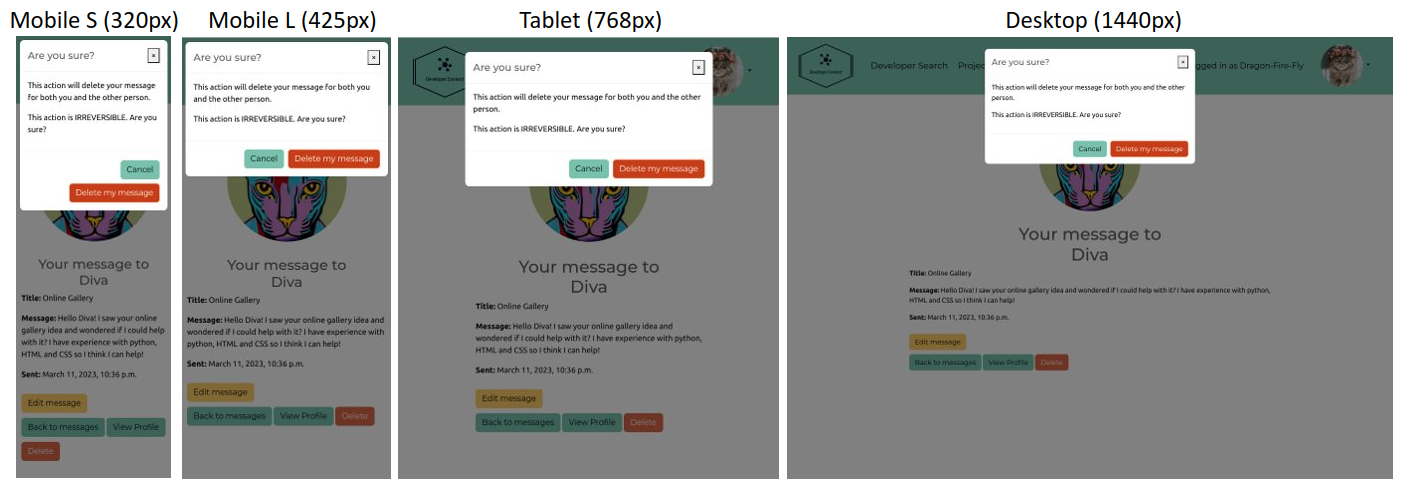 Mobile S (320px)
Are you sure?
×
This action will delete your message
for both you and the other person.
This action is IRREVERSIBLE. Are you
sure?
Cancel
Delete my message
Your message to
Diva
Title: Online Gallery
Message: Hello Diva! I saw your online
gallery idea and wondered if I could help
with it? I have experience with python,
HTML and CSS so I think I can help!
Sent: March 11, 2023, 10:36 p.m.
Edit message
Back to messages View Profile
Delete
Mobile L (425px)
Are you sure?
×
This action will delete your message for both you
and the other person.
This action is IRREVERSIBLE. Are you sure?
Cancel Delete my message
Your message to
Diva
Title: Online Gallery
Message: Hello Diva! I saw your online gallery idea and
wondered if I could help with it? I have experience with
python, HTML and CSS so I think I can help!
Sent: March 11, 2023, 10:36 p.m.
Edit message
Back to messages View Profile Delete
Tablet (768px)
Developer Connect
Are you sure?
×
This action will delete your message for both you and the other
person.
This action is IRREVERSIBLE. Are you sure?
Cancel Delete my message
Your message to
Diva
Title: Online Gallery
Message: Hello Diva! I saw your online gallery idea and
wondered if I could help with it? I have experience with python,
HTML and CSS so I think I can help!
Sent: March 11, 2023, 10:36 p.m.
Edit message
Back to messages View Profile Delete
Desktop (1440px)
Developer Connect
Developer Search Projec
gged in as Dragon-Fire-Fly
Are you sure?
×
This action will delete your message for both you and the other
person.
This action is IRREVERSIBLE. Are you sure?
Cancel Delete my message
Your message to
Diva
Title: Online Gallery
Message: Hello Diva! I saw your online gallery idea and wondered if I could help with it? I have experience with python,
HTML and CSS so I think I can help!
Sent: March 11, 2023, 10:36 p.m.
Edit message
Back to messages View Profile Delete